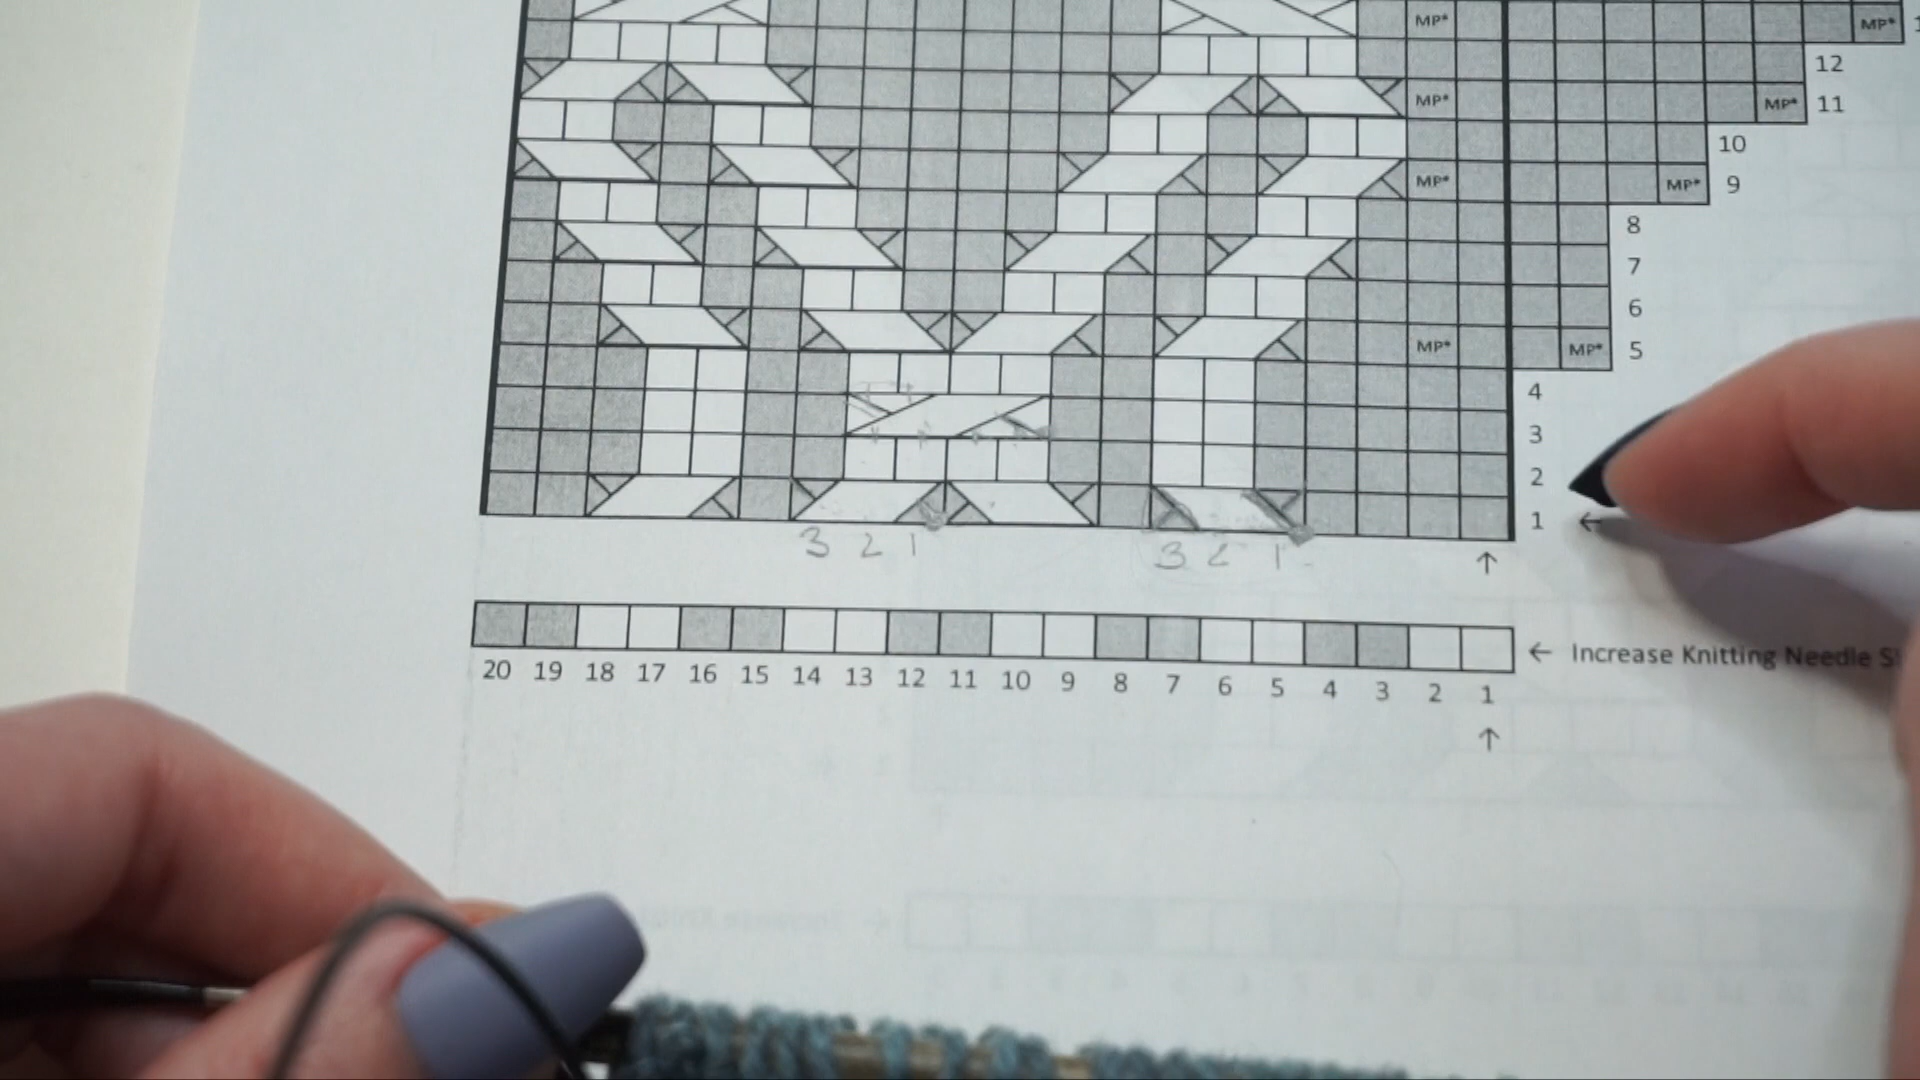 MP* MP*
12
MP* MP* 11
10
MP* MP* 9
8
7
6
MP* MP* 5
4
3
2
1 ←
3 2 1 3 2 1 ↑
← Increase Knitting Needle
20 19 18 17 16 15 14 13 12 11 10 9 8 7 6 5 4 3 2 1
↑